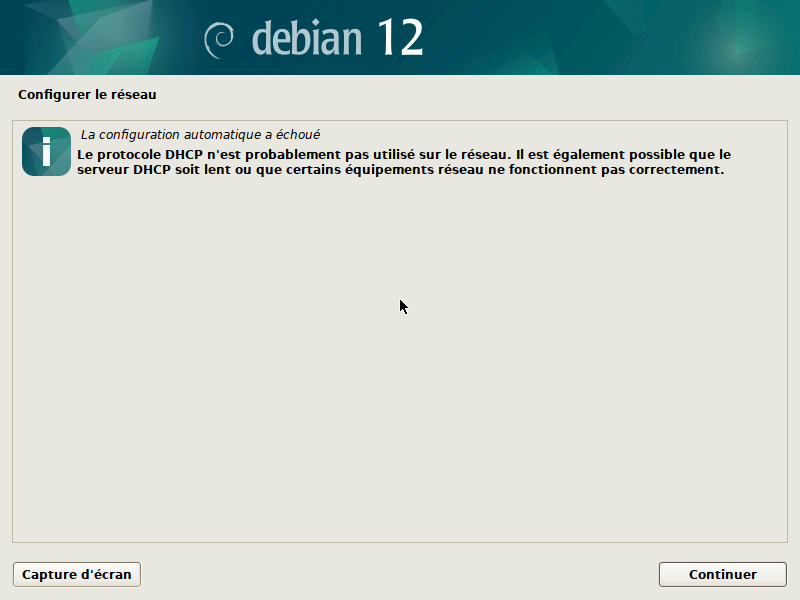 debian 12
Configurer le réseau
La configuration automatique a échoué
Le protocole DHCP n'est probablement pas utilisé sur le réseau. Il est également possible que le
serveur DHCP soit lent ou que certains équipements réseau ne fonctionnent pas correctement.
Capture d'écran
Continuer